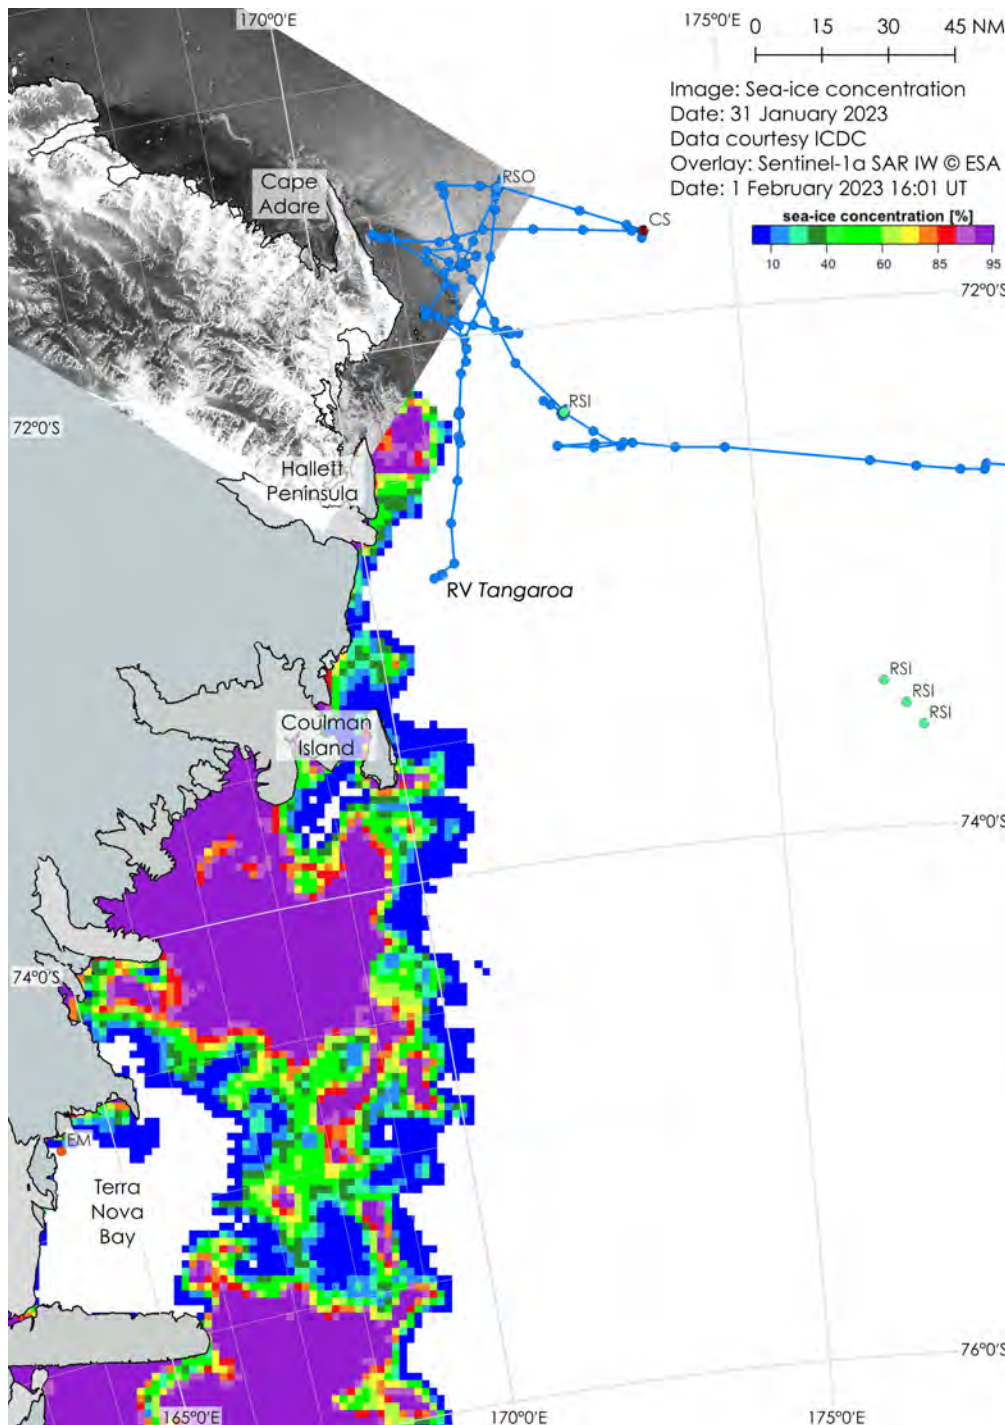 170°0'E
175°0'E
0 15 30 45 NM
Image: Sea-ice concentration
Date: 31 January 2023
Data courtesy ICDC
Overlay: Sentinel-1a SAR IW © ESA
Date: 1 February 2023 16:01 UT
sea-ice concentration [%]
10 40 60 85 95
RSO
Cape
Adare
CS
72°0'S
RSI
72°0'S
Hallett
Peninsula
RV Tangaroa
RSI
RSI
RSI
Coulman
Island
74°0'S
74°0'S
EM
Terra
Nova
Bay
76°0'S
165°0'E
170°0'E
175°0'E